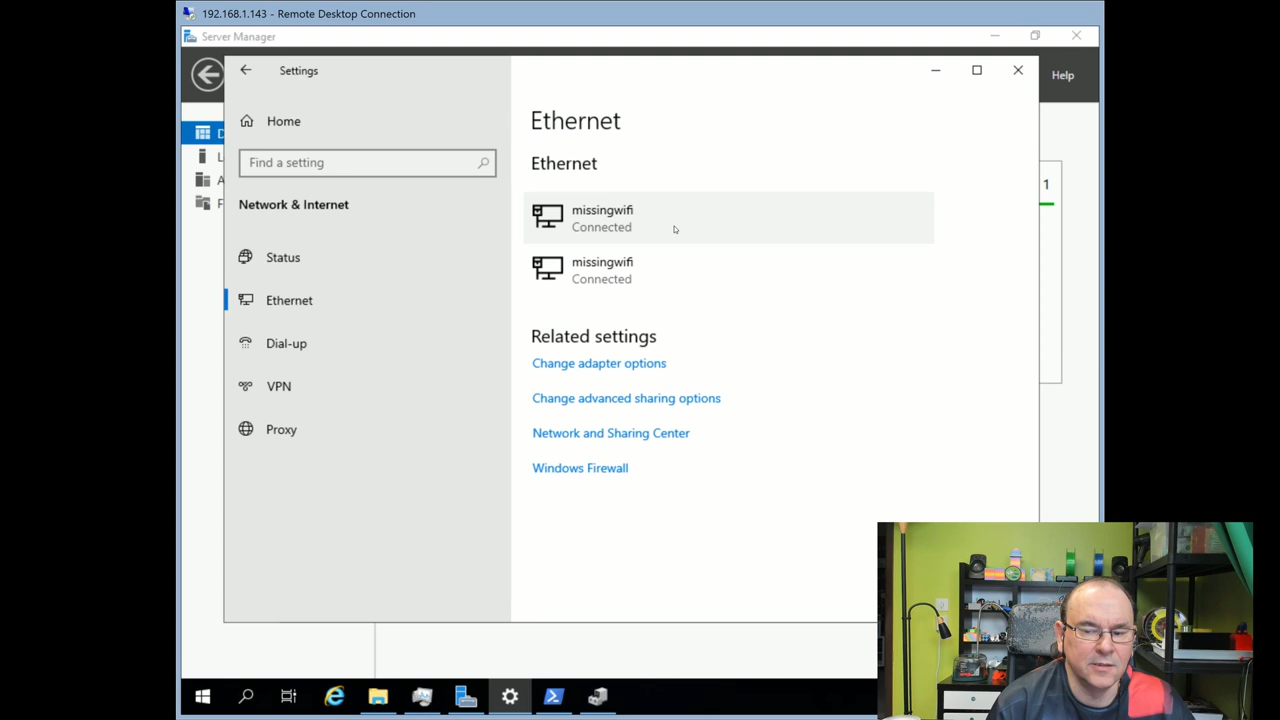 192.168.1.143 - Remote Desktop Connection
Server Manager
Settings
Help
Home
Find a setting
Network & Internet
Status
Ethernet
Dial-up
VPN
Proxy
Ethernet
Ethernet
missingwifi
Connected
missingwifi
Connected
Related settings
Change adapter options
Change advanced sharing options
Network and Sharing Center
Windows Firewall
D
L
A
F
1